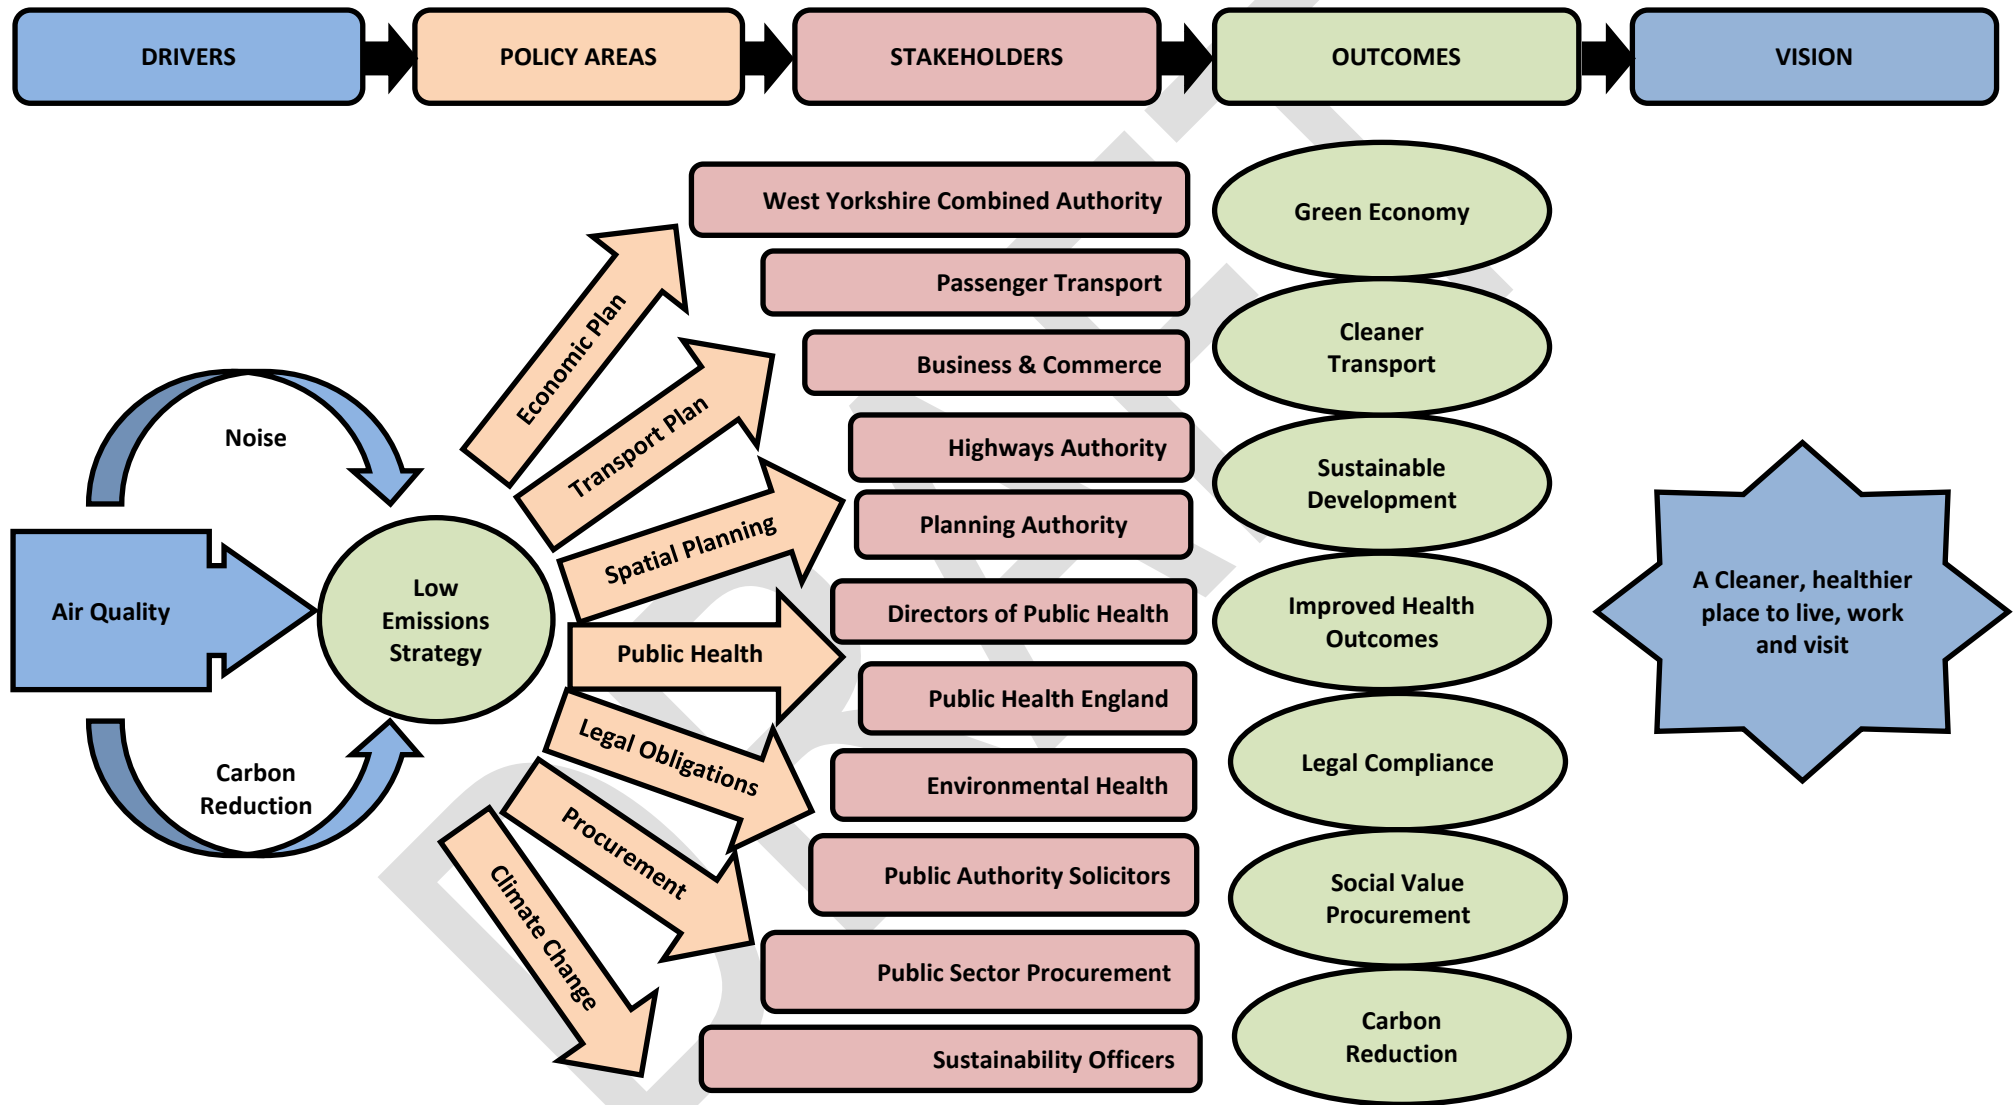 DRIVERS
POLICY AREAS
STAKEHOLDERS
OUTCOMES
VISION
Noise
Air Quality
Carbon
Reduction
Low
Emissions
Strategy
Economic Plan
Transport Plan
Spatial Planning
Public Health
Legal Obligations
Procurement
Climate Change
West Yorkshire Combined Authority
Passenger Transport
Business & Commerce
Highways Authority
Planning Authority
Directors of Public Health
Public Health England
Environmental Health
Public Authority Solicitors
Public Sector Procurement
Sustainability Officers
Green Economy
Cleaner
Transport
Sustainable
Development
Improved Health
Outcomes
Legal Compliance
Social Value
Procurement
Carbon
Reduction
A Cleaner, healthier
place to live, work
and visit
DRAFT